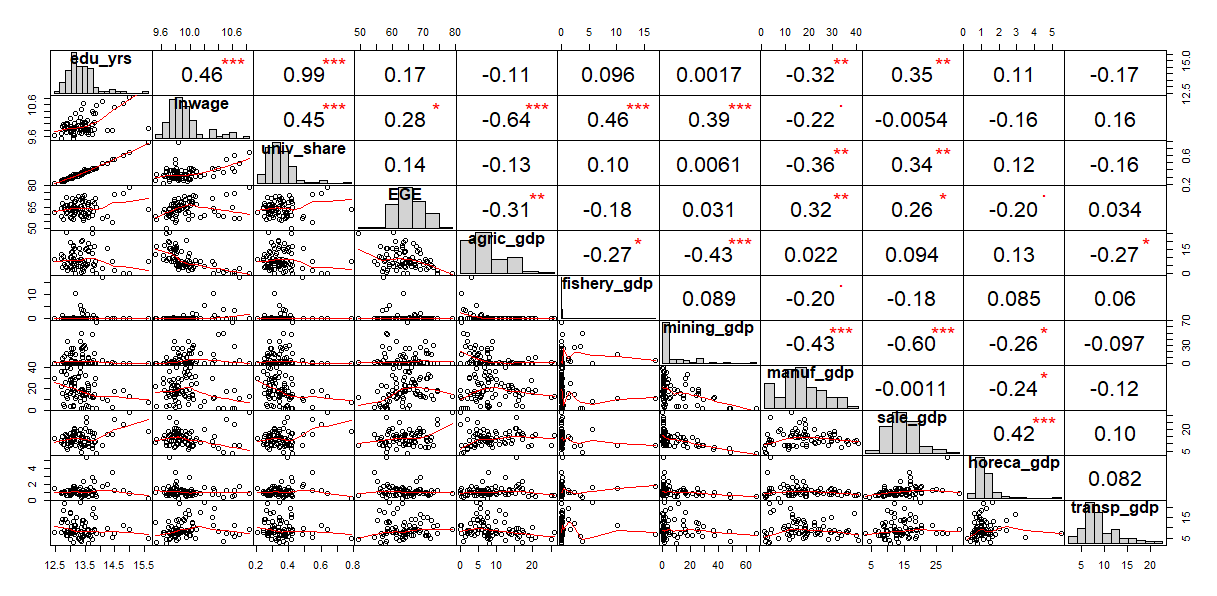 9.6 10.0 10.6 50 60 70 80 0 5 10 15 0 10 20 30 40 0 1 2 3 4 5
edu_yrs 0.46 *** 0.99 *** 0.17 -0.11 0.096 0.0017 -0.32 ** 0.35 ** 0.11 -0.17 12.5 15.0
9.6 10.6 lnwage 0.45 *** 0.28 * -0.64 *** 0.46 *** 0.39 *** -0.22 . -0.0054 -0.16 0.16
univ_share 0.14 -0.13 0.10 0.0061 -0.36 ** 0.34 ** 0.12 -0.16 0.2 0.6
50 65 80 EGE -0.31 ** -0.18 0.031 0.32 ** 0.26 * -0.20 . 0.034
agric_gdp -0.27 * -0.43 *** 0.022 0.094 0.13 -0.27 * 0 15
0 10 fishery_gdp 0.089 -0.20 . -0.18 0.085 0.06
mining_gdp -0.43 *** -0.60 *** -0.26 * -0.097 0 30 70
0 20 40 manuf_gdp -0.0011 -0.24 * -0.12
sale_gdp 0.42 *** 0.10 5 20
0 2 4 horeca_gdp 0.082
transp_gdp 5 15
12.5 13.5 14.5 15.5 0.2 0.4 0.6 0.8 0 5 10 20 0 20 40 60 5 15 25 5 10 15 20